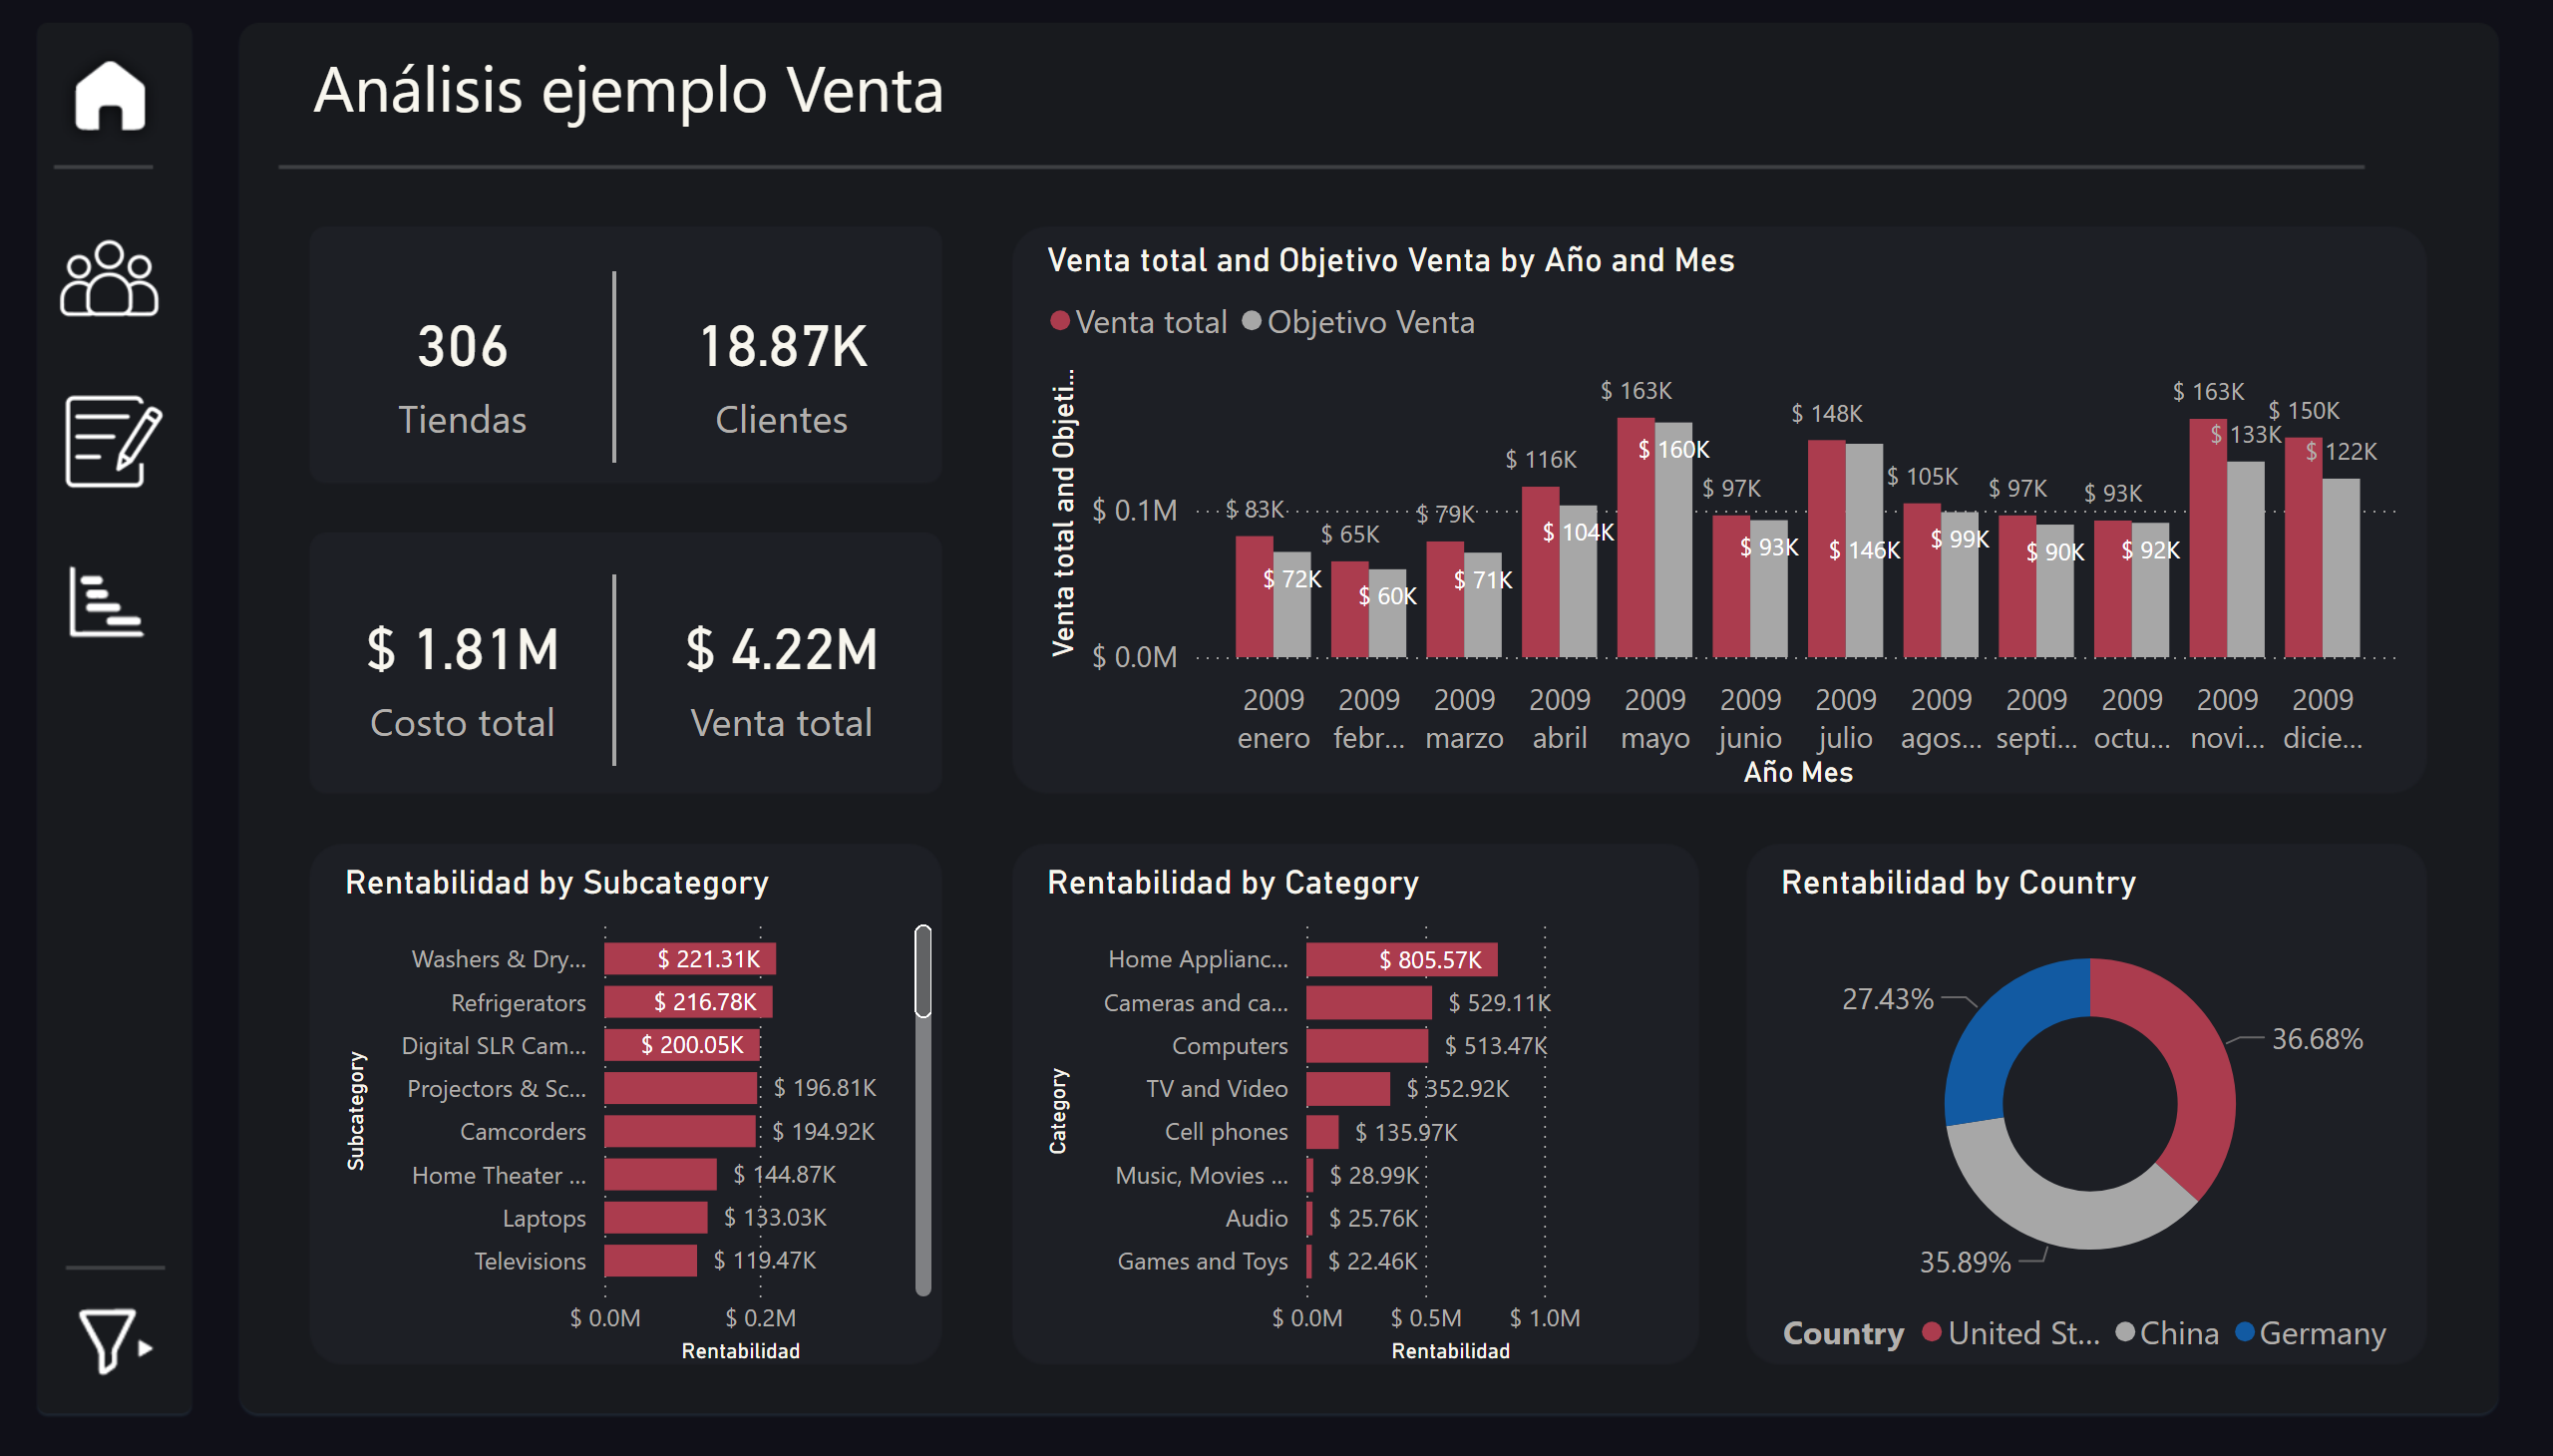 Análisis ejemplo Venta
306
Tiendas
18.87K
Clientes
$ 1.81M
Costo total
$ 4.22M
Venta total
Venta total and Objetivo Venta by Año and Mes
Venta total Objetivo Venta
Venta total and Objeti...
$ 0.1M
$ 0.0M
$ 83K
$ 72K
$ 65K
$ 60K
$ 79K
$ 71K
$ 116K
$ 104K
$ 163K
$ 160K
$ 97K
$ 93K
$ 148K
$ 146K
$ 105K
$ 99K
$ 97K
$ 90K
$ 93K
$ 92K
$ 163K
$ 133K
$ 150K
$ 122K
2009 2009 2009 2009 2009 2009 2009 2009 2009 2009 2009 2009
enero febr... marzo abril mayo junio julio agos... septi... octu... novi... dicie...
Año Mes
Rentabilidad by Subcategory
Subcategory
Washers & Dry... $ 221.31K
Refrigerators $ 216.78K
Digital SLR Cam... $ 200.05K
Projectors & Sc... $ 196.81K
Camcorders $ 194.92K
Home Theater ... $ 144.87K
Laptops $ 133.03K
Televisions $ 119.47K
$ 0.0M $ 0.2M
Rentabilidad
Rentabilidad by Category
Category
Home Applianc... $ 805.57K
Cameras and ca... $ 529.11K
Computers $ 513.47K
TV and Video $ 352.92K
Cell phones $ 135.97K
Music, Movies ... $ 28.99K
Audio $ 25.76K
Games and Toys $ 22.46K
$ 0.0M $ 0.5M $ 1.0M
Rentabilidad
Rentabilidad by Country
27.43%
36.68%
35.89%
Country United St... China Germany